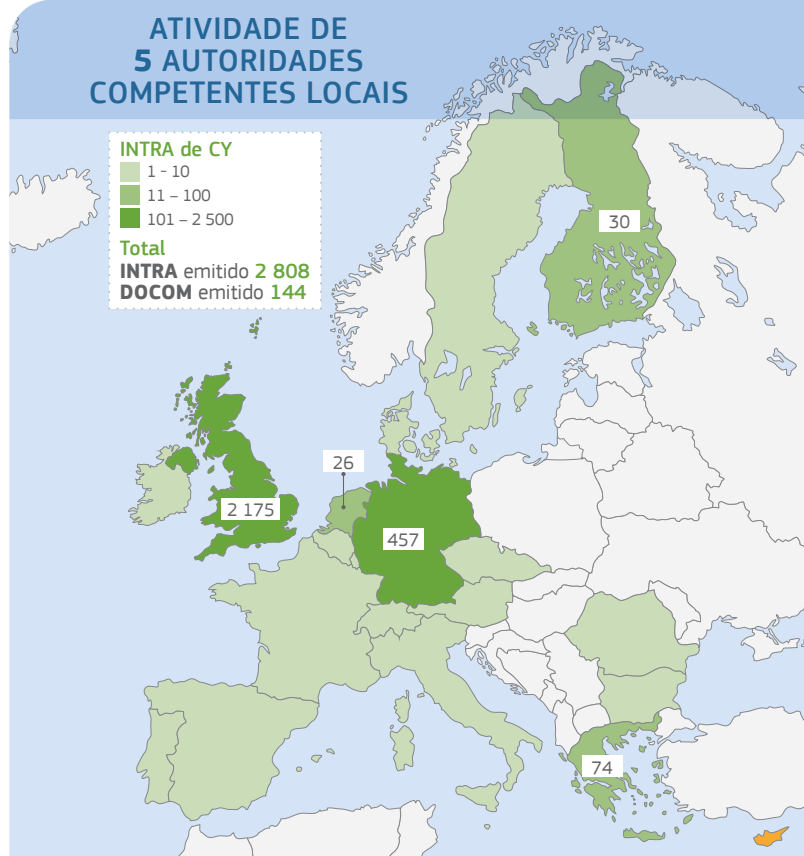 ATIVIDADE DE
5 AUTORIDADES
COMPETENTES LOCAIS
INTRA de CY
1 - 10
11 – 100
101 – 2 500
Total
INTRA emitido 2 808
DOCOM emitido 144
30
26
2 175
457
74